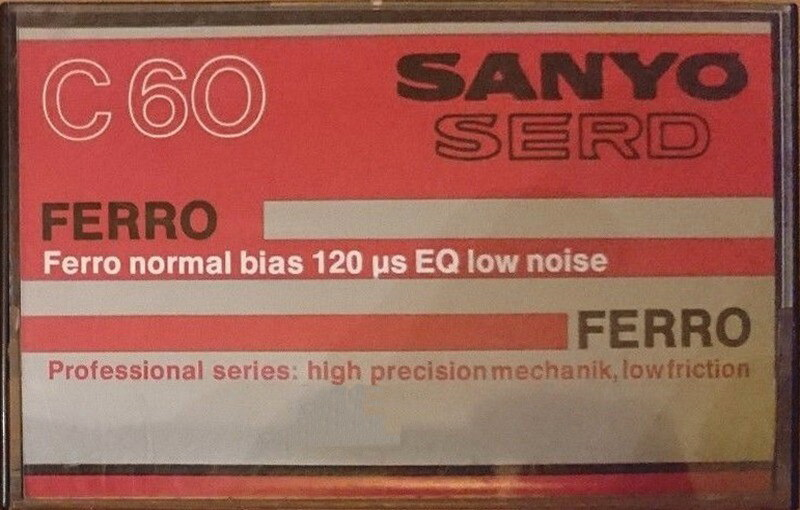 C60
SANYO
SERD
FERRO
Ferro normal bias 120 µs EQ low noise
FERRO
Professional series: high precision mechanik, low friction